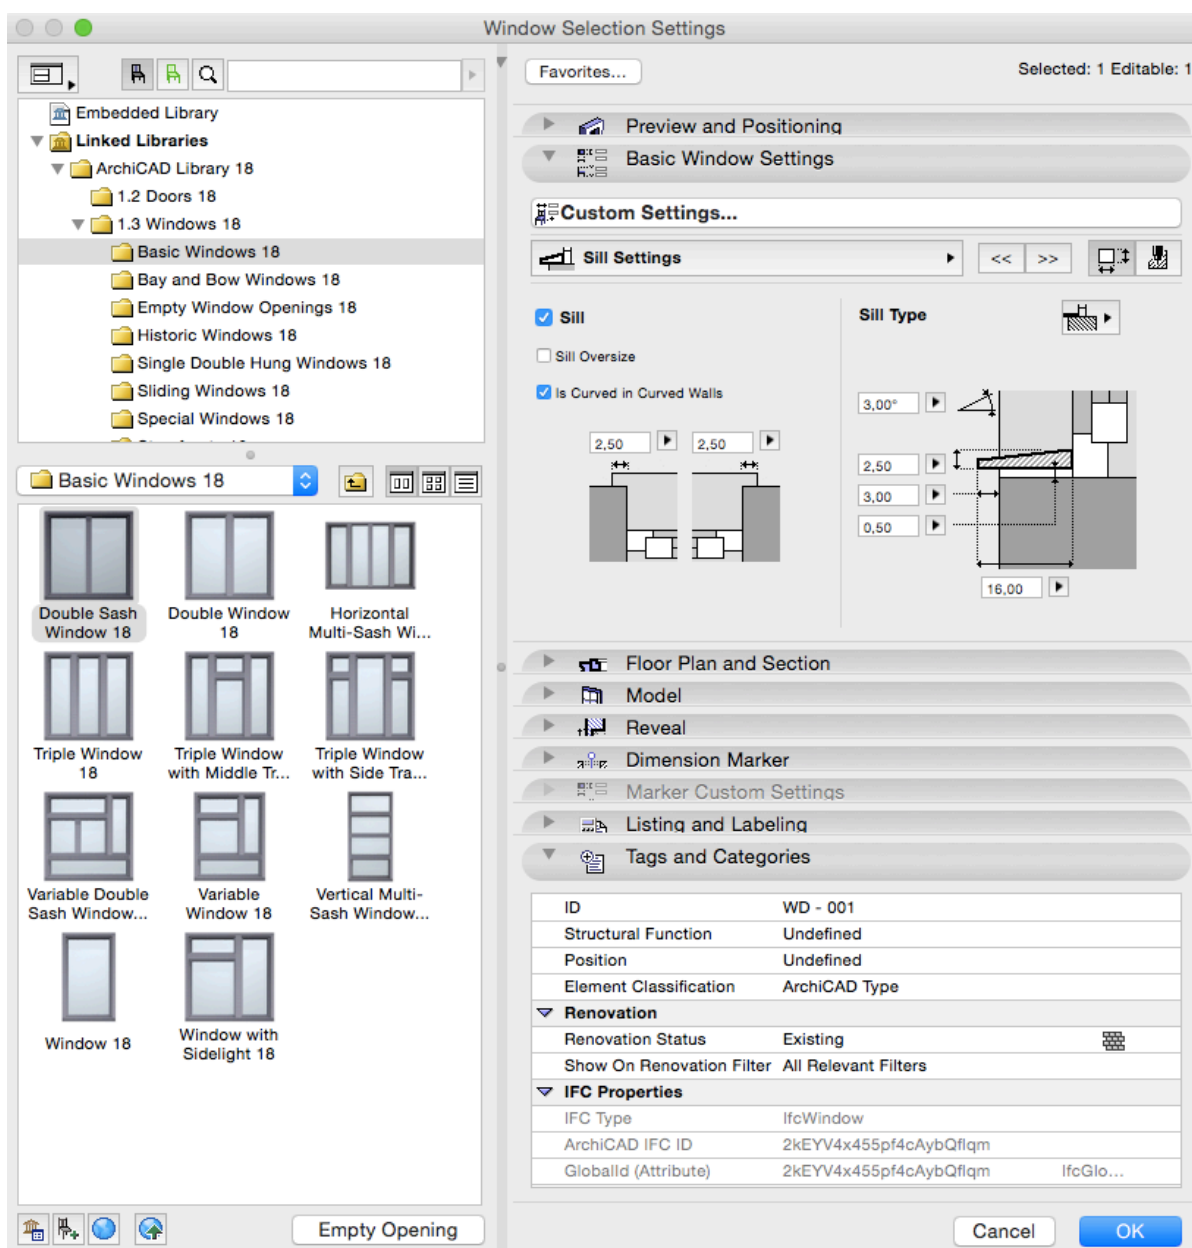 Window Selection Settings
Embedded Library
Linked Libraries
ArchiCAD Library 18
1.2 Doors 18
1.3 Windows 18
Basic Windows 18
Bay and Bow Windows 18
Empty Window Openings 18
Historic Windows 18
Single Double Hung Windows 18
Sliding Windows 18
Special Windows 18
Basic Windows 18
Double Sash
Window 18
Double Window
18
Horizontal
Multi-Sash Wi...
Triple Window
18
Triple Window
with Middle Tr...
Triple Window
with Side Tra...
Variable Double
Sash Window...
Variable
Window 18
Vertical Multi-
Sash Window...
Window 18
Window with
Sidelight 18
Empty Opening
Favorites...
Selected: 1 Editable: 1
Preview and Positioning
Basic Window Settings
Custom Settings...
Sill Settings
<< >>
Sill
Sill Oversize
Is Curved in Curved Walls
2,50 2,50
Sill Type
3,00°
2,50
3,00
0,50
16,00
Floor Plan and Section
Model
Reveal
Dimension Marker
Marker Custom Settings
Listing and Labeling
Tags and Categories
ID WD - 001
Structural Function Undefined
Position Undefined
Element Classification ArchiCAD Type
Renovation
Renovation Status Existing
Show On Renovation Filter All Relevant Filters
IFC Properties
IFC Type IfcWindow
ArchiCAD IFC ID 2kEYV4x455pf4cAybQflqm
GlobalId (Attribute) 2kEYV4x455pf4cAybQflqm IfcGlo...
Cancel OK